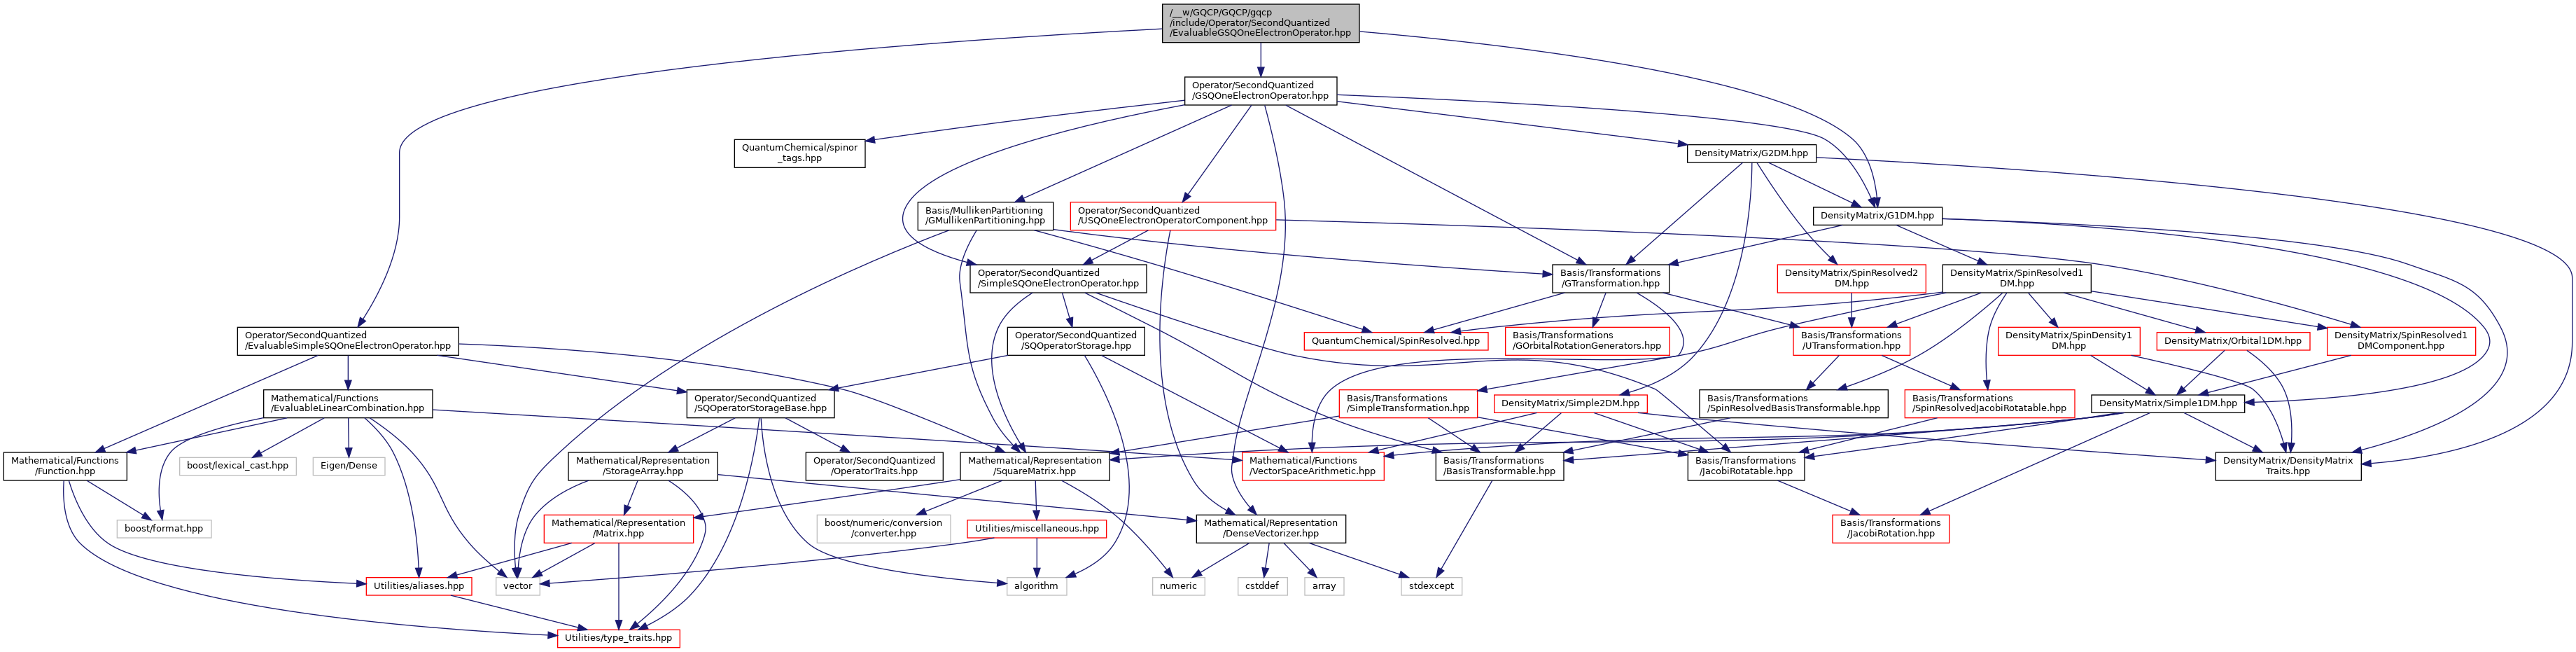 /__w/GQCP/GQCP/gqcp
/include/Operator/SecondQuantized
/EvaluableGSQOneElectronOperator.hpp
Operator/SecondQuantized
/GSQOneElectronOperator.hpp
QuantumChemical/spinor
_tags.hpp
DensityMatrix/G2DM.hpp
Basis/MullikenPartitioning
/GMullikenPartitioning.hpp
Operator/SecondQuantized
/USQOneElectronOperatorComponent.hpp
DensityMatrix/G1DM.hpp
Operator/SecondQuantized
/SimpleSQOneElectronOperator.hpp
Basis/Transformations
/GTransformation.hpp
DensityMatrix/SpinResolved2
DM.hpp
DensityMatrix/SpinResolved1
DM.hpp
Operator/SecondQuantized
/EvaluableSimpleSQOneElectronOperator.hpp
Operator/SecondQuantized
/SQOperatorStorage.hpp
QuantumChemical/SpinResolved.hpp
Basis/Transformations
/GOrbitalRotationGenerators.hpp
Basis/Transformations
/UTransformation.hpp
DensityMatrix/SpinDensity1
DM.hpp
DensityMatrix/Orbital1DM.hpp
DensityMatrix/SpinResolved1
DMComponent.hpp
Mathematical/Functions
/EvaluableLinearCombination.hpp
Operator/SecondQuantized
/SQOperatorStorageBase.hpp
Basis/Transformations
/SimpleTransformation.hpp
DensityMatrix/Simple2DM.hpp
Basis/Transformations
/SpinResolvedBasisTransformable.hpp
Basis/Transformations
/SpinResolvedJacobiRotatable.hpp
DensityMatrix/Simple1DM.hpp
Mathematical/Functions
/Function.hpp
boost/lexical_cast.hpp
Eigen/Dense
Mathematical/Representation
/StorageArray.hpp
Operator/SecondQuantized
/OperatorTraits.hpp
Mathematical/Representation
/SquareMatrix.hpp
Mathematical/Functions
/VectorSpaceArithmetic.hpp
Basis/Transformations
/BasisTransformable.hpp
Basis/Transformations
/JacobiRotatable.hpp
DensityMatrix/DensityMatrix
Traits.hpp
boost/format.hpp
Mathematical/Representation
/Matrix.hpp
boost/numeric/conversion
/converter.hpp
Utilities/miscellaneous.hpp
Mathematical/Representation
/DenseVectorizer.hpp
Basis/Transformations
/JacobiRotation.hpp
Utilities/aliases.hpp
vector
algorithm
numeric
cstddef
array
stdexcept
Utilities/type_traits.hpp